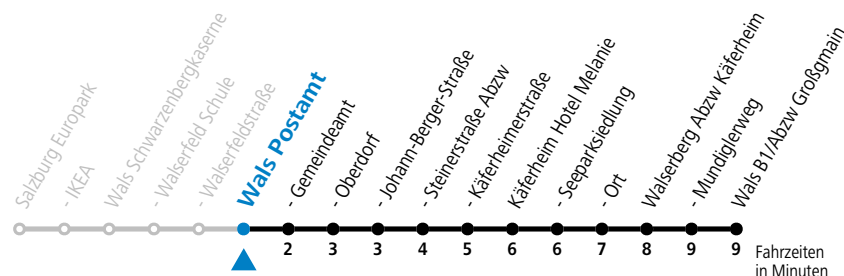 Salzburg Europark
- IKEA
Wals Schwarzenbergkaserne
- Walserfeld Schule
- Walserfeldstraße
Wals Postamt
- Gemeindeamt
- Oberdorf
- Johann-Berger-Straße
- Steinerstraße Abzw
- Käferheimerstraße
Käferheim Hotel Melanie
- Seeparksiedlung
- Ort
Walserberg Abzw Käferheim
- Mundiglerweg
Wals B1/Abzw Großgmain
2 3 3 4 5 6 6 7 8 9 9
Fahrzeiten
in Minuten